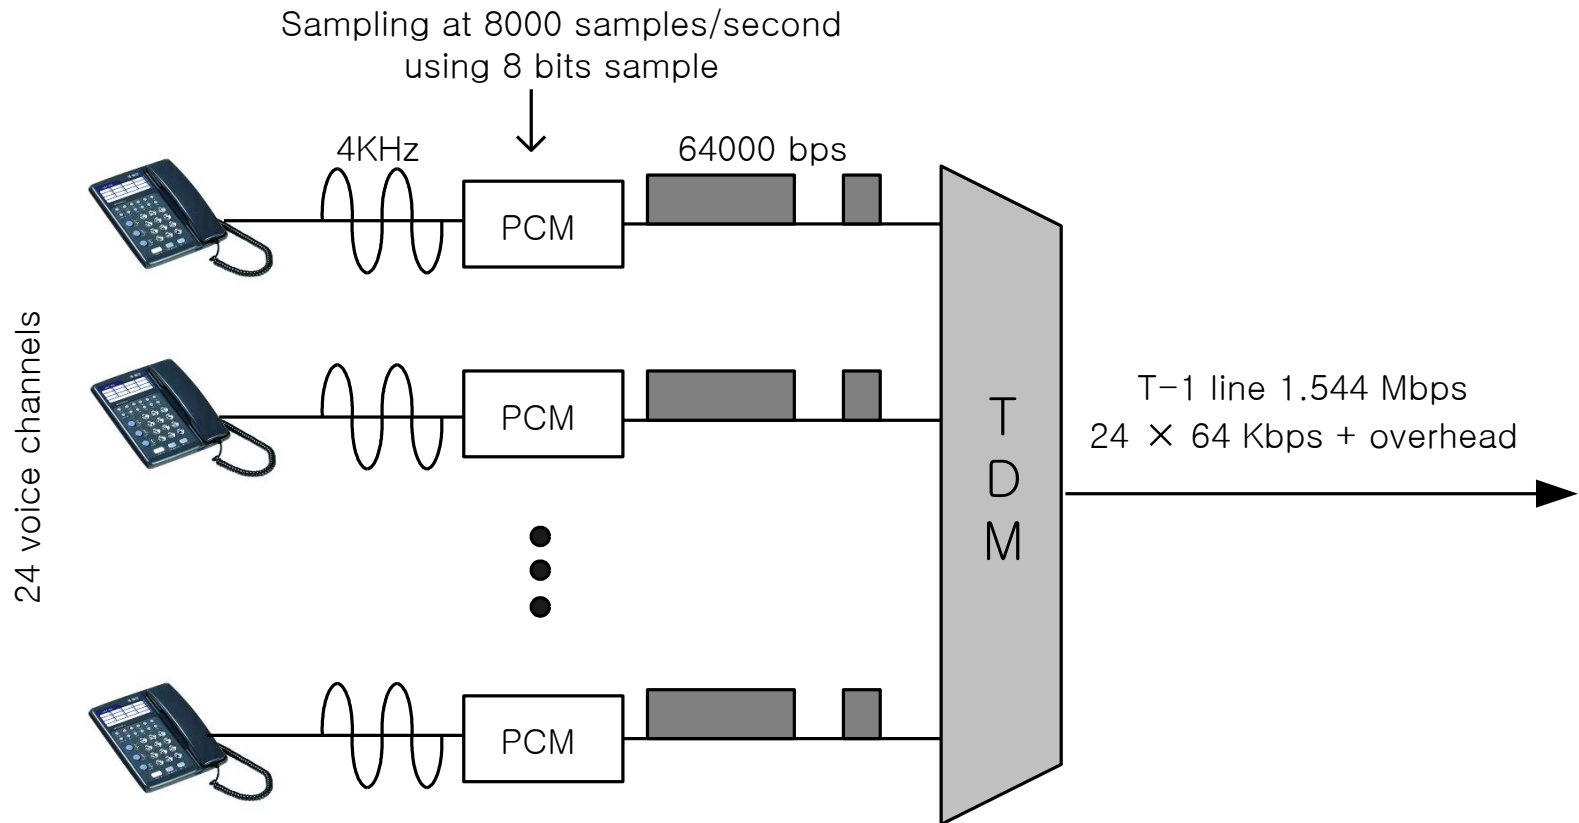 Sampling at 8000 samples/second
using 8 bits sample
4KHz
64000 bps
PCM
24 voice channels
PCM
T
D
M
T-1 line 1.544 Mbps
24 × 64 Kbps + overhead
PCM